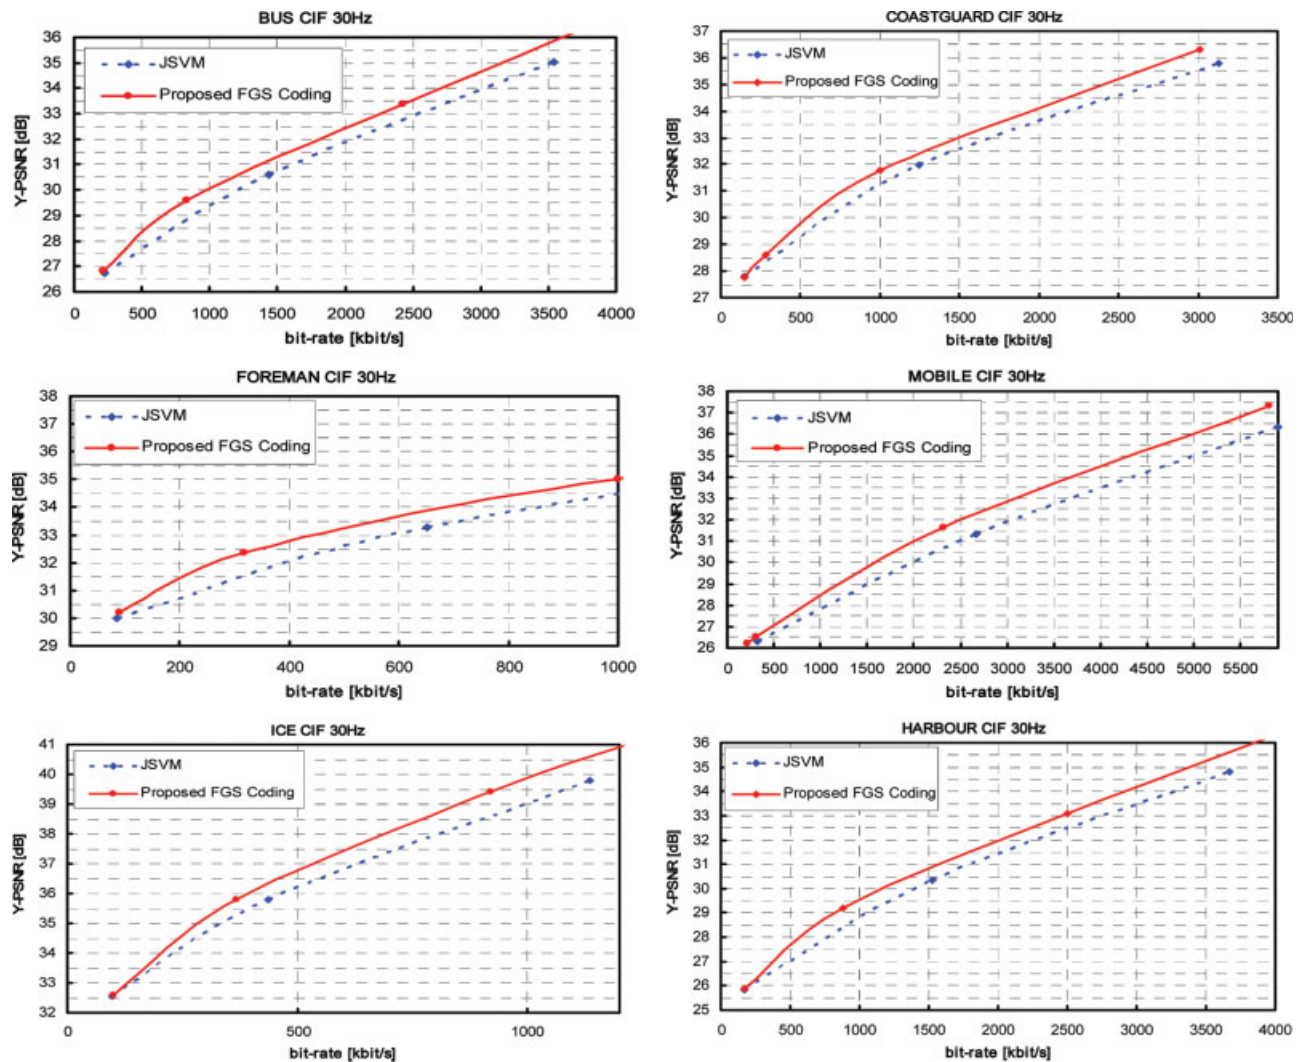 BUS CIF 30Hz
36
35
34
33
32
31
30
29
28
27
26
Y-PSNR [dB]
JSVM
Proposed FGS Coding
0 500 1000 1500 2000 2500 3000 3500 4000
bit-rate [kbit/s]
COASTGUARD CIF 30Hz
37
36
35
34
33
32
31
30
29
28
27
Y-PSNR [dB]
JSVM
Proposed FGS Coding
0 500 1000 1500 2000 2500 3000 3500
bit-rate [kbit/s]
FOREMAN CIF 30Hz
38
37
36
35
34
33
32
31
30
29
Y-PSNR [dB]
JSVM
Proposed FGS Coding
0 200 400 600 800 1000
bit-rate [kbit/s]
MOBILE CIF 30Hz
38
37
36
35
34
33
32
31
30
29
28
27
26
Y-PSNR [dB]
JSVM
Proposed FGS Coding
0 500 1000 1500 2000 2500 3000 3500 4000 4500 5000 5500
bit-rate [kbit/s]
ICE CIF 30Hz
41
40
39
38
37
36
35
34
33
32
Y-PSNR [dB]
JSVM
Proposed FGS Coding
0 500 1000
bit-rate [kbit/s]
HARBOUR CIF 30Hz
36
35
34
33
32
31
30
29
28
27
26
25
Y-PSNR [dB]
JSVM
Proposed FGS Coding
0 500 1000 1500 2000 2500 3000 3500 4000
bit-rate [kbit/s]